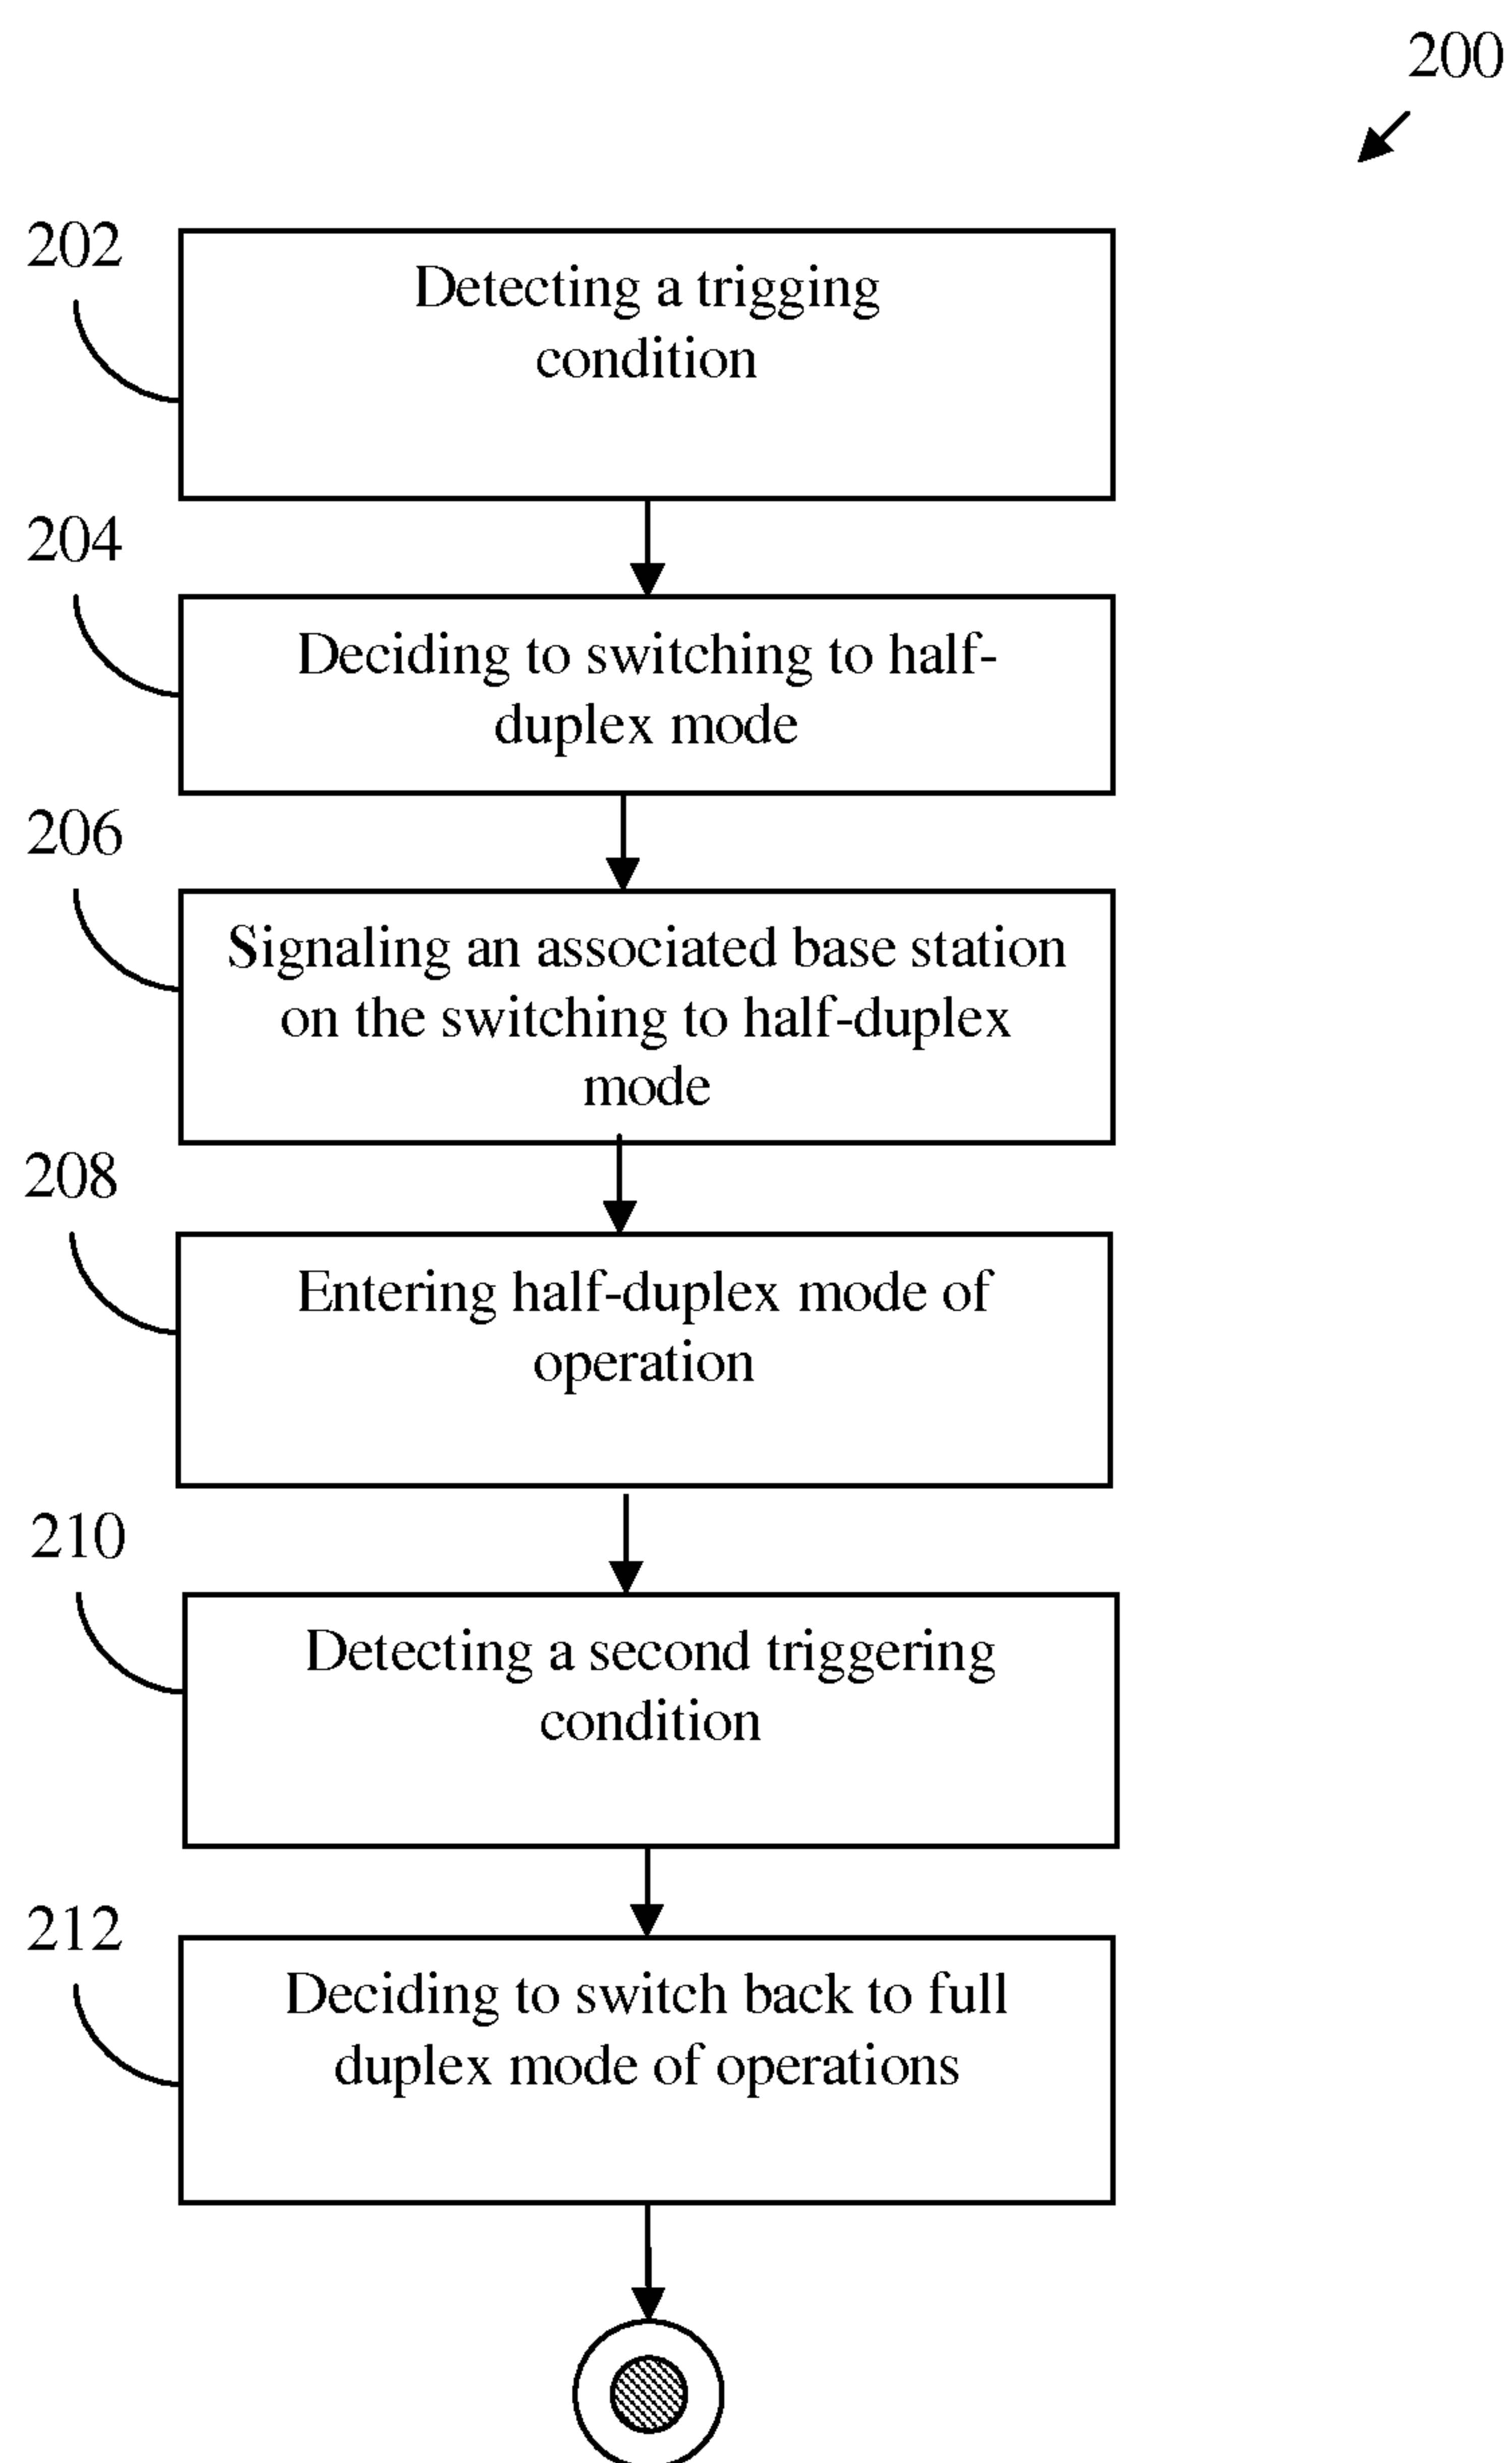 200
202
Detecting a trigging
condition
204
Deciding to switching to half-
duplex mode
206
Signaling an associated base station
on the switching to half-duplex
mode
208
Entering half-duplex mode of
operation
210
Detecting a second triggering
condition
212
Deciding to switch back to full
duplex mode of operations